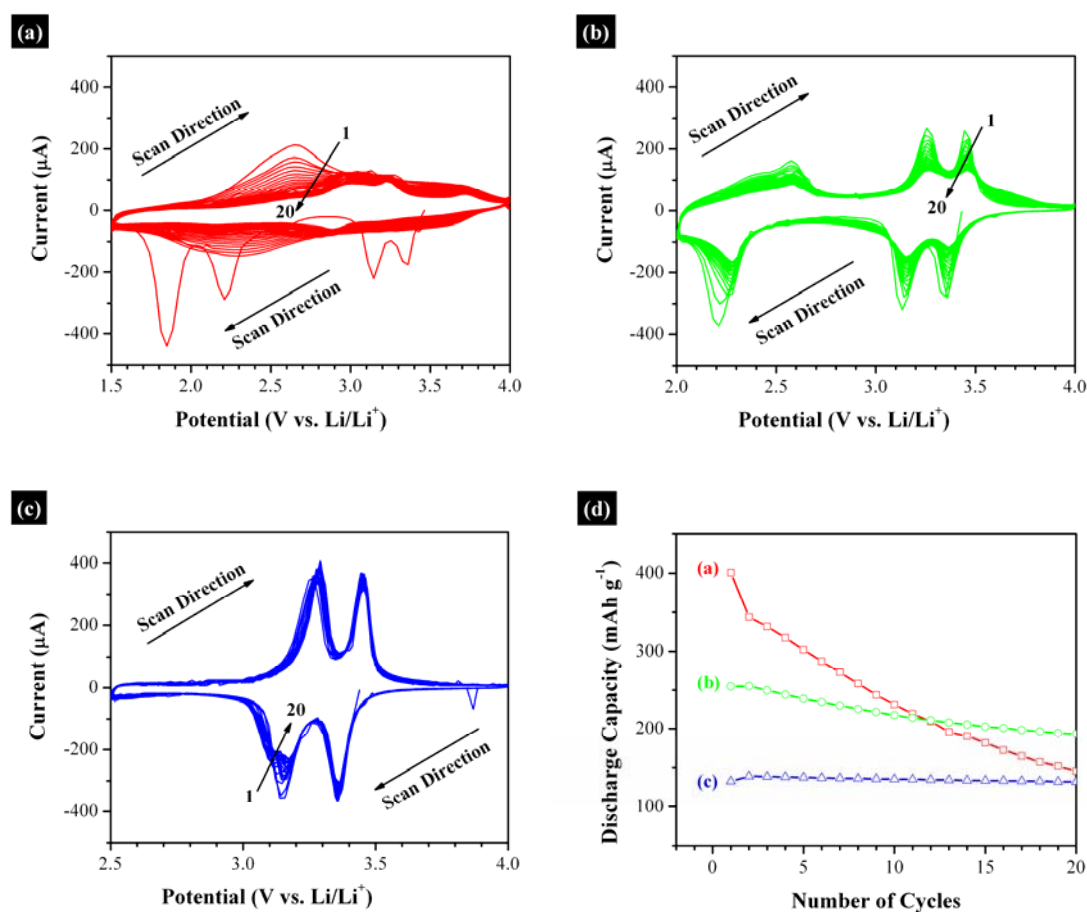 (a)
400
200
0
-200
-400
Current (μA)
Scan Direction
1
20
Scan Direction
1.5 2.0 2.5 3.0 3.5 4.0
Potential (V vs. Li/Li⁺)
(b)
400
200
0
-200
-400
Current (μA)
Scan Direction
1
20
Scan Direction
2.0 2.5 3.0 3.5 4.0
Potential (V vs. Li/Li⁺)
(c)
400
200
0
-200
-400
Current (μA)
Scan Direction
20
1
Scan Direction
2.5 3.0 3.5 4.0
Potential (V vs. Li/Li⁺)
(d)
400
300
200
100
Discharge Capacity (mAh g⁻¹)
(a)
(b)
(c)
0 5 10 15 20
Number of Cycles